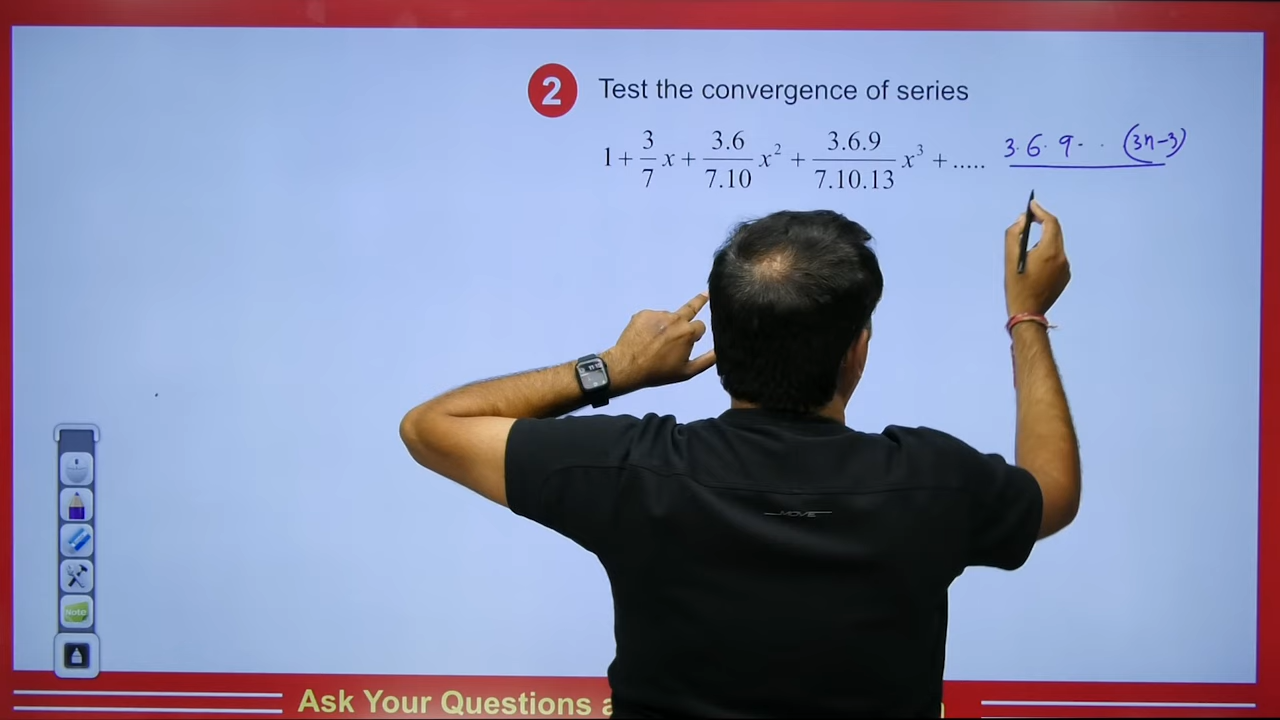 2 Test the convergence of series
1 + 3/7 x + 3.6/7.10 x² + 3.6.9/7.10.13 x³ + ..... 3·6·9·· (3n-3)
Note
MOVE
Ask Your Questions